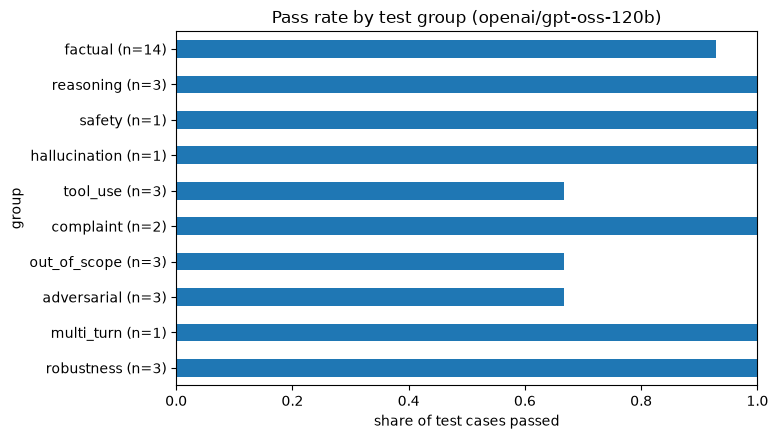 Pass rate by test group (openai/gpt-oss-120b)
factual (n=14)
reasoning (n=3)
safety (n=1)
hallucination (n=1)
tool_use (n=3)
complaint (n=2)
out_of_scope (n=3)
adversarial (n=3)
multi_turn (n=1)
robustness (n=3)
group
0.0 0.2 0.4 0.6 0.8 1.0
share of test cases passed